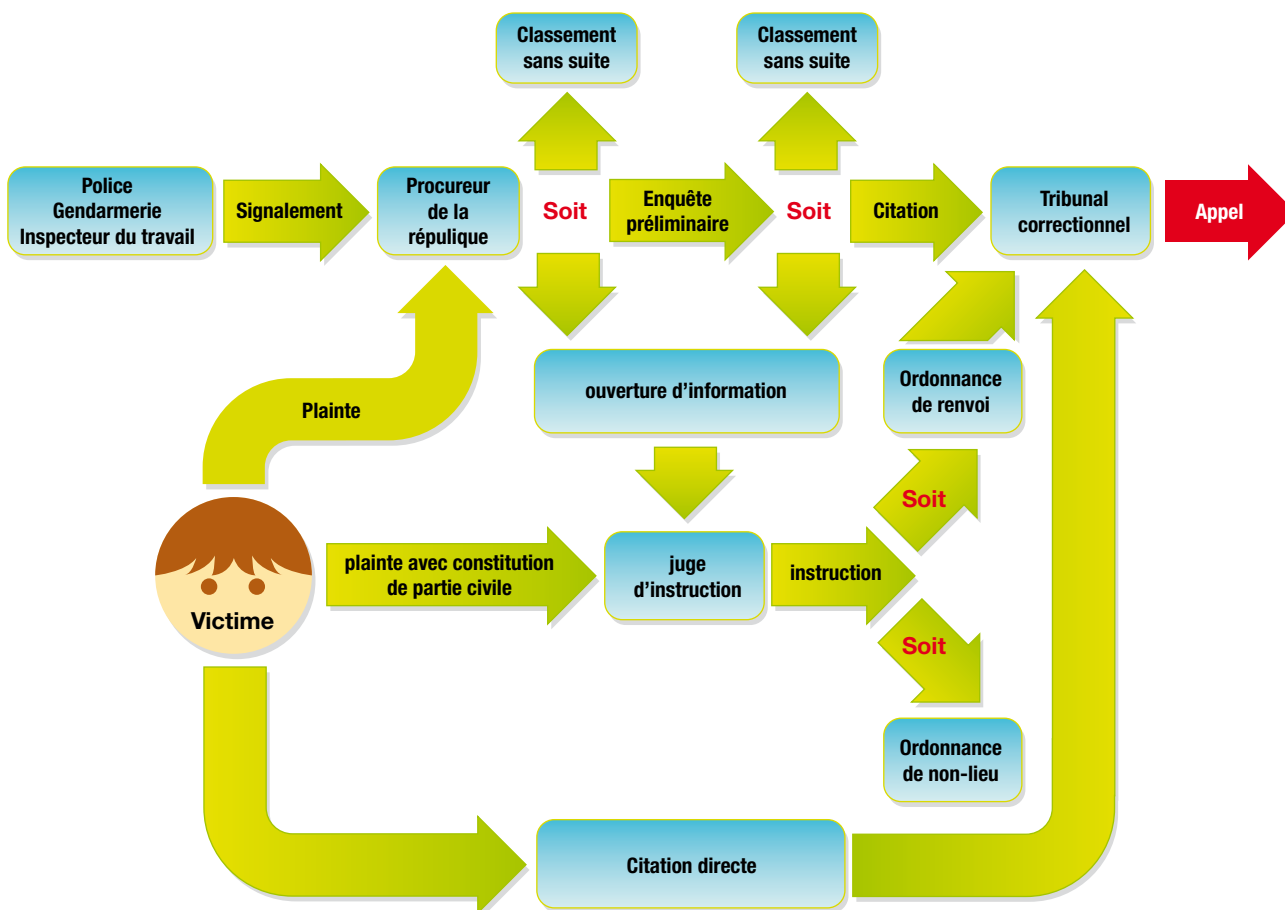 Classement
sans suite
Classement
sans suite
Police
Gendarmerie
Inspecteur du travail
Signalement
Procureur
de la
répulique
Soit
Enquête
préliminaire
Soit
Citation
Tribunal
correctionnel
Appel
Plainte
ouverture d’information
Ordonnance
de renvoi
Soit
Victime
plainte avec constitution
de partie civile
juge
d’instruction
instruction
Soit
Ordonnance
de non-lieu
Citation directe